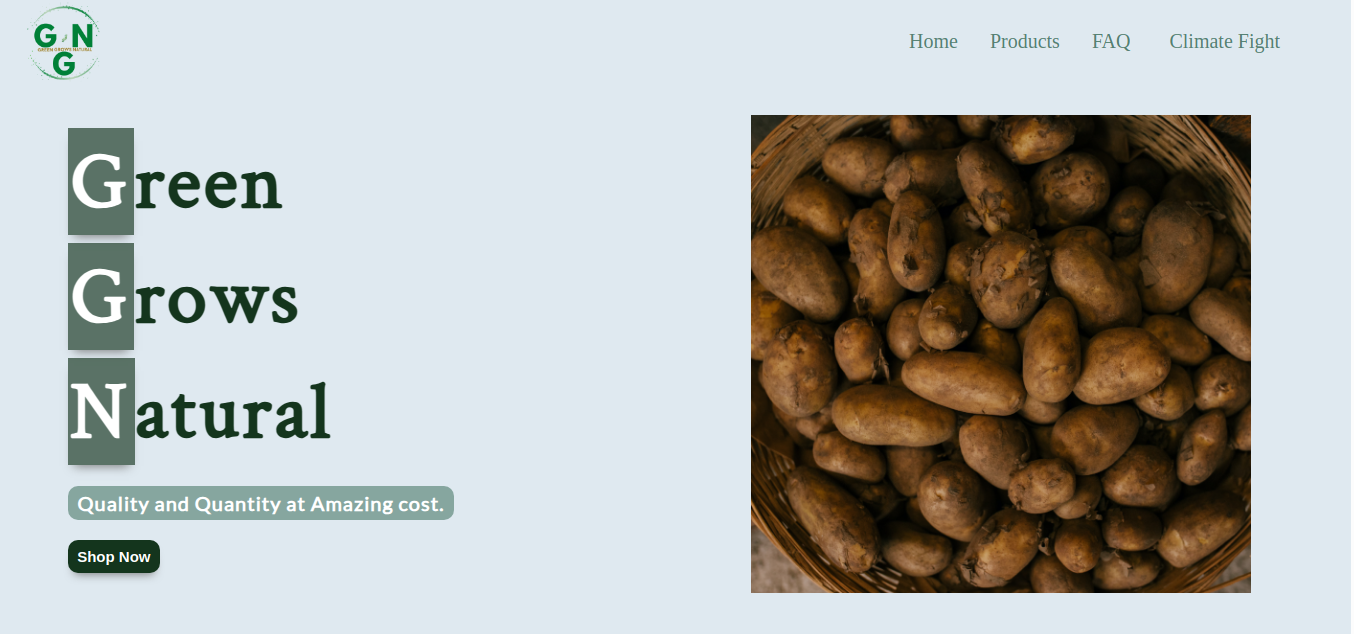 G N
GREEN GROWS NATURAL
G
Home Products FAQ Climate Fight
Green
Grows
Natural
Quality and Quantity at Amazing cost.
Shop Now